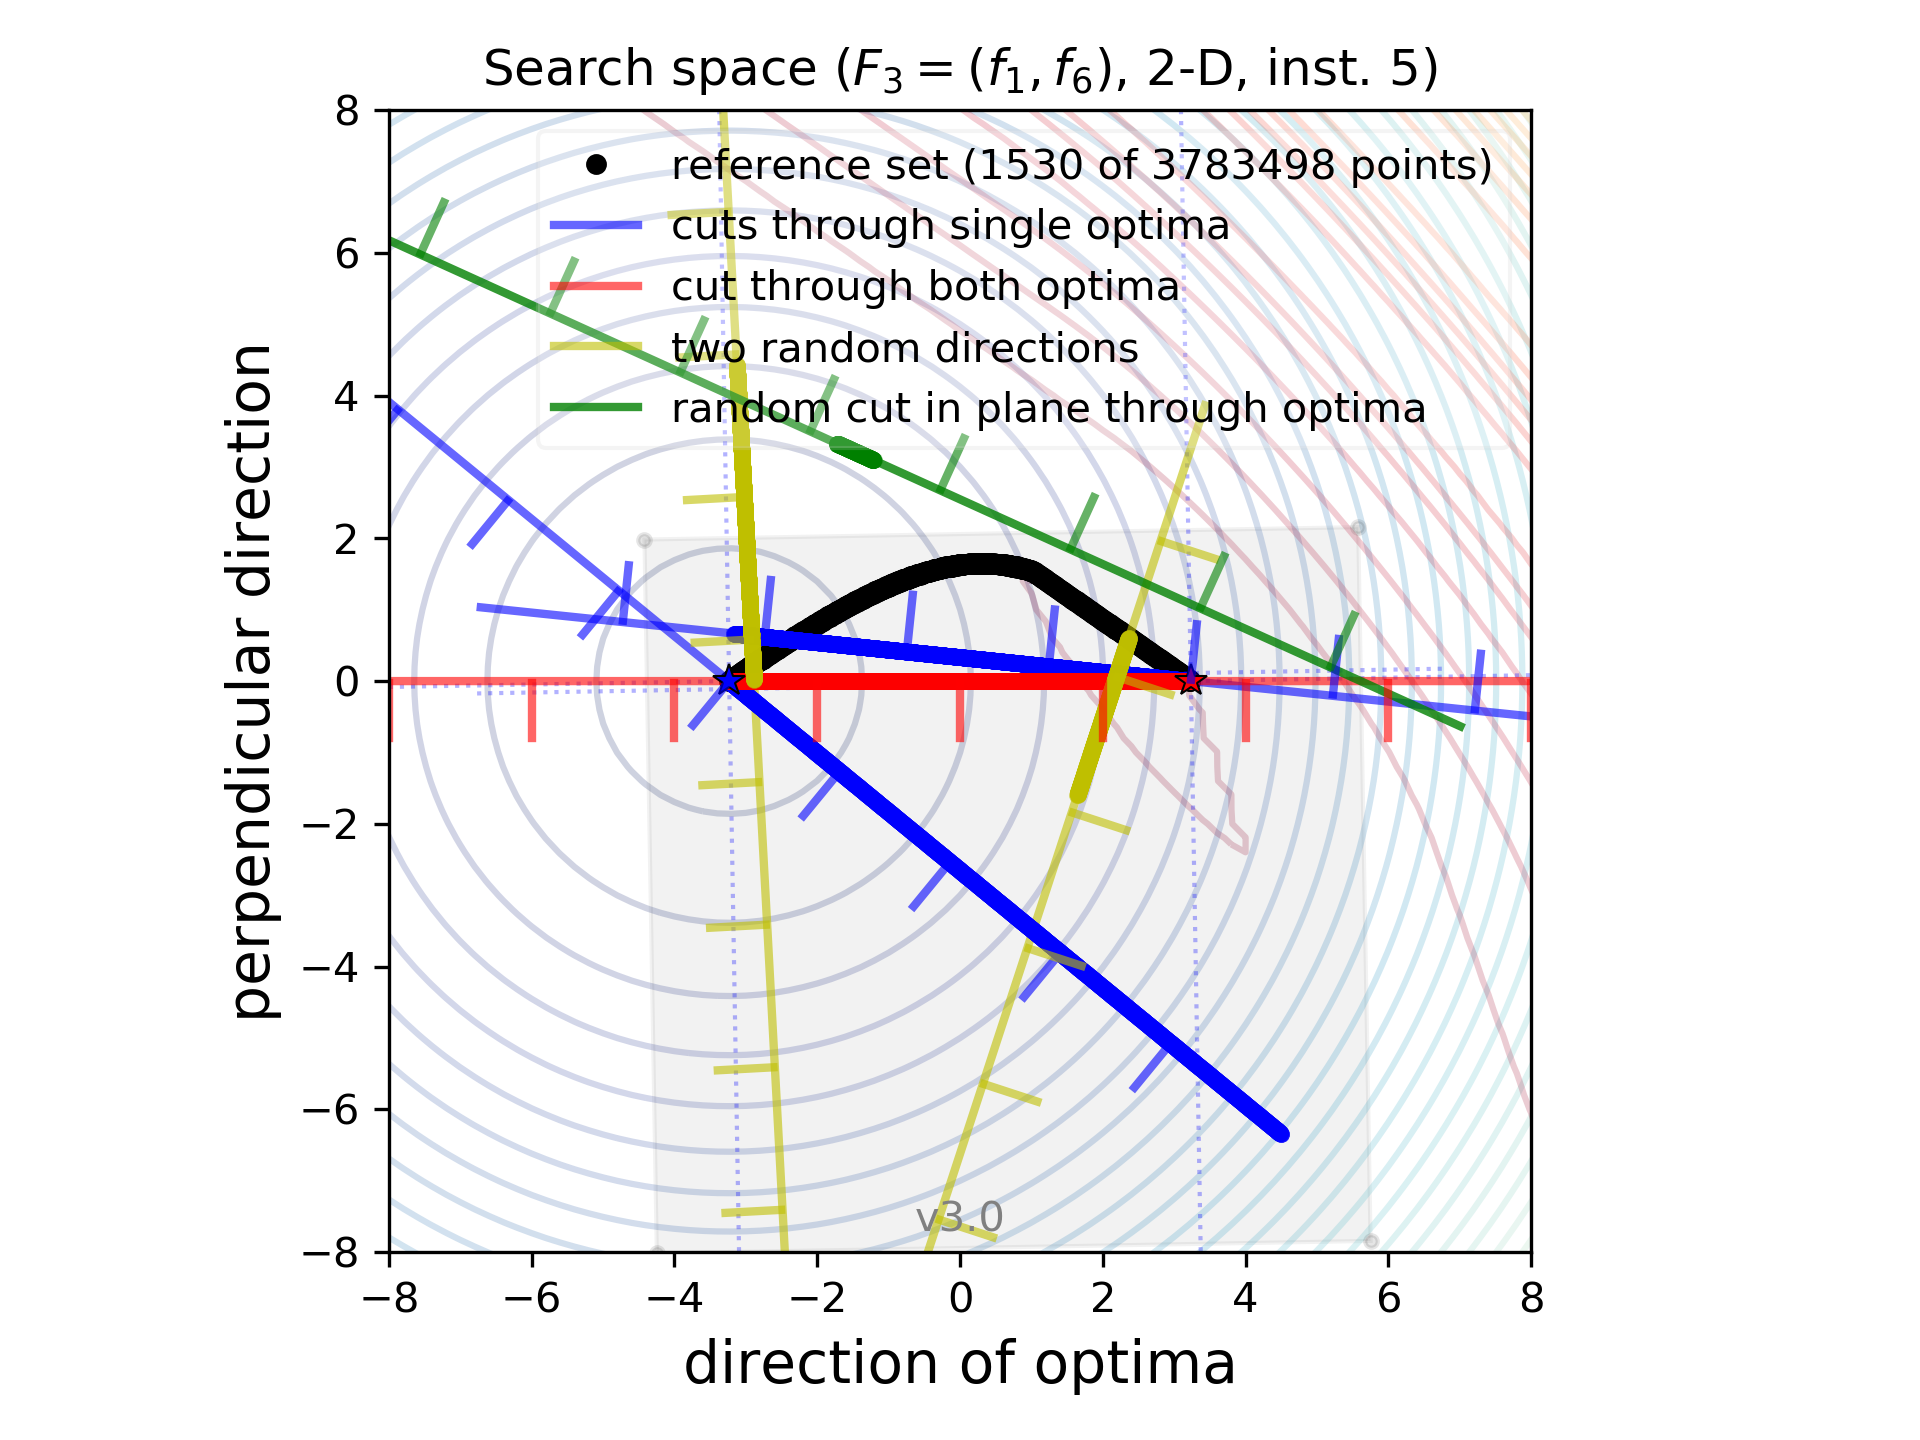 Search space (F₃ = (f₁, f₆), 2-D, inst. 5)
reference set (1530 of 3783498 points)
cuts through single optima
cut through both optima
two random directions
random cut in plane through optima
8
6
4
2
0
−2
−4
−6
−8
perpendicular direction
v3.0
−8 −6 −4 −2 0 2 4 6 8
direction of optima